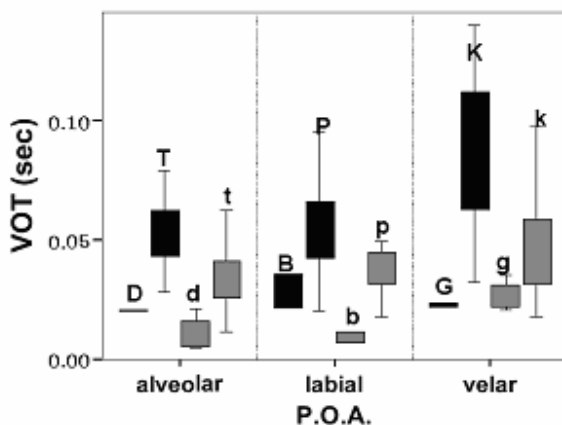 K
0.10
P
k
T
t
VOT (sec)
0.05
p
B
g
D
d
G
b
0.00
alveolar labial velar
P.O.A.